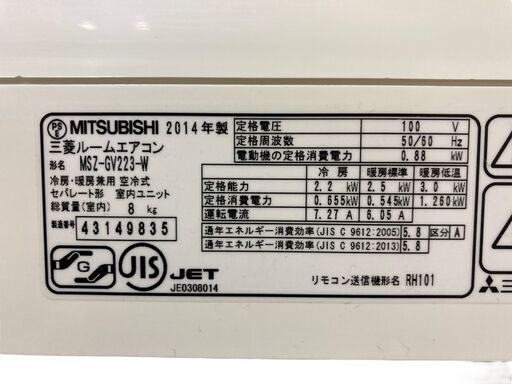 PS E MITSUBISHI 2014年製
三菱ルームエアコン
形名 MSZ-GV223-W
冷房・暖房兼用 空冷式
セパレート形 室内ユニット
総質量(室内) 8 kg
製造番号 43149835
G JIS JET
JE0308014
定格電圧 100 V
定格周波数 50/60 Hz
電動機の定格消費電力 0.88 kW
冷房 暖房標準 暖房低温
定格能力 2.2 kW 2.5 kW 3.0 kW
定格消費電力 0.655kW 0.545kW 1.260kW
運転電流 7.27 A 6.05 A
通年エネルギー消費効率(JIS C 9612:2005) 5.8 区分 A
通年エネルギー消費効率(JIS C 9612:2013) 5.8
リモコン送信機形名 RH101
三